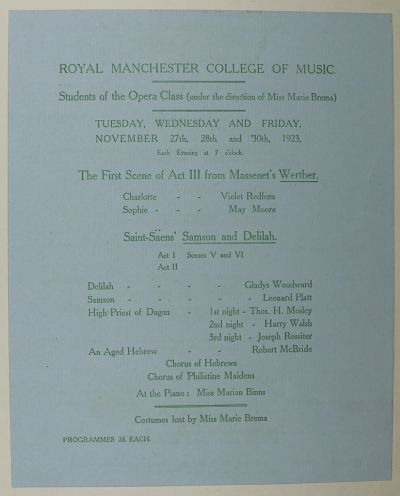 ROYAL MANCHESTER COLLEGE OF MUSIC.
Students of the Opera Class (under the direction of Miss Marie Brema)
TUESDAY, WEDNESDAY AND FRIDAY,
NOVEMBER 27th, 28th and 30th, 1923,
Each Evening at 7 o'clock.
The First Scene of Act III from Massenet's Werther.
Charlotte - - Violet Redfern
Sophie - - - May Moore
Saint-Säens' Samson and Delilah.
Act I Scenes V and VI
Act II
Delilah - - - - Gladys Woodward
Samson - - - - Leonard Platt
High Priest of Dagon - 1st night - Thos. H. Mosley
2nd night - Harry Walsh
3rd night - Joseph Rossiter
An Aged Hebrew - - Robert McBride
Chorus of Hebrews
Chorus of Philistine Maidens
At the Piano : Miss Marian Binns
Costumes lent by Miss Marie Brema
PROGRAMMES 2d. EACH.